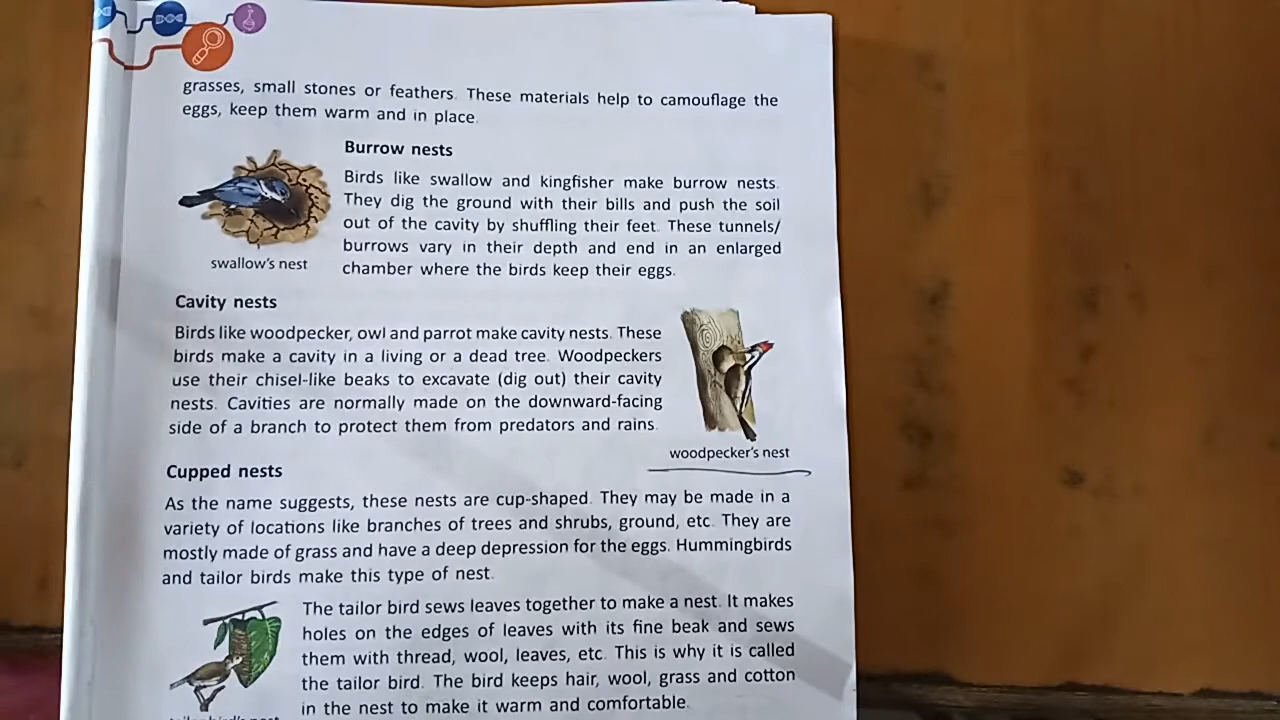 grasses, small stones or feathers. These materials help to camouflage the
eggs, keep them warm and in place.
Burrow nests
Birds like swallow and kingfisher make burrow nests.
They dig the ground with their bills and push the soil
out of the cavity by shuffling their feet. These tunnels/
burrows vary in their depth and end in an enlarged
chamber where the birds keep their eggs.
swallow's nest
Cavity nests
Birds like woodpecker, owl and parrot make cavity nests. These
birds make a cavity in a living or a dead tree. Woodpeckers
use their chisel-like beaks to excavate (dig out) their cavity
nests. Cavities are normally made on the downward-facing
side of a branch to protect them from predators and rains.
woodpecker's nest
Cupped nests
As the name suggests, these nests are cup-shaped. They may be made in a
variety of locations like branches of trees and shrubs, ground, etc. They are
mostly made of grass and have a deep depression for the eggs. Hummingbirds
and tailor birds make this type of nest.
The tailor bird sews leaves together to make a nest. It makes
holes on the edges of leaves with its fine beak and sews
them with thread, wool, leaves, etc. This is why it is called
the tailor bird. The bird keeps hair, wool, grass and cotton
in the nest to make it warm and comfortable.